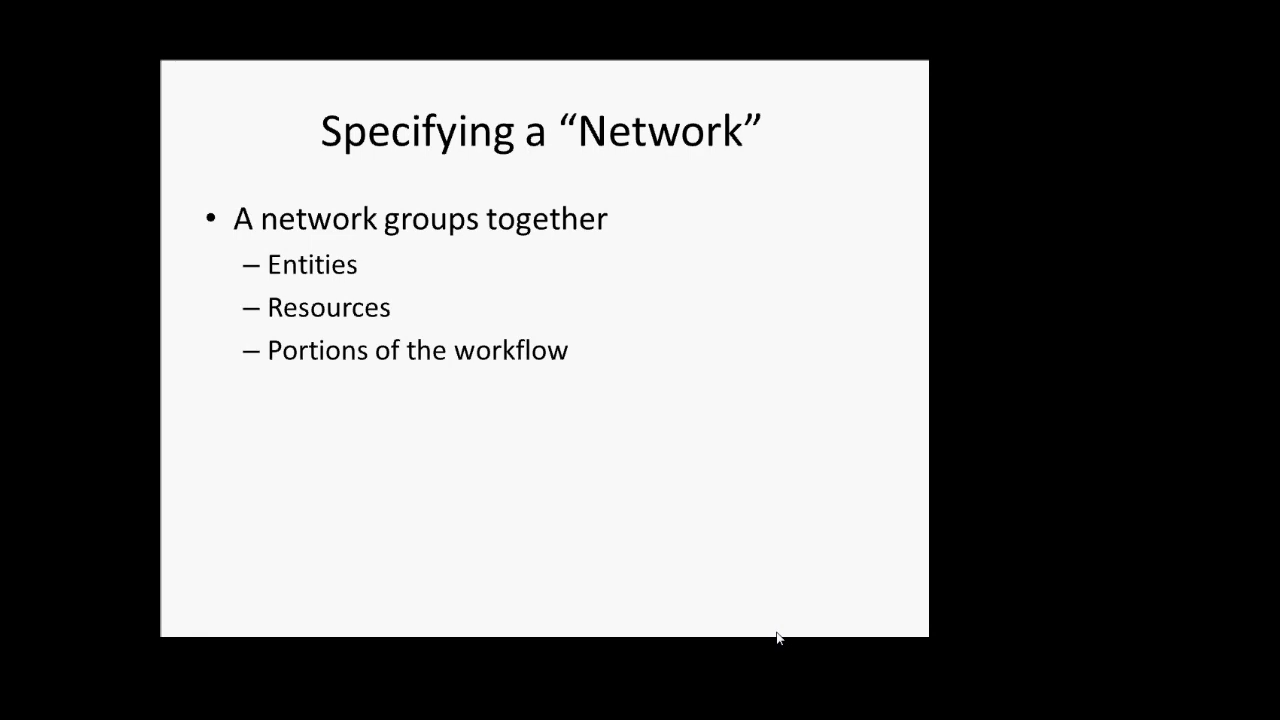 Specifying a “Network”
• A network groups together
– Entities
– Resources
– Portions of the workflow